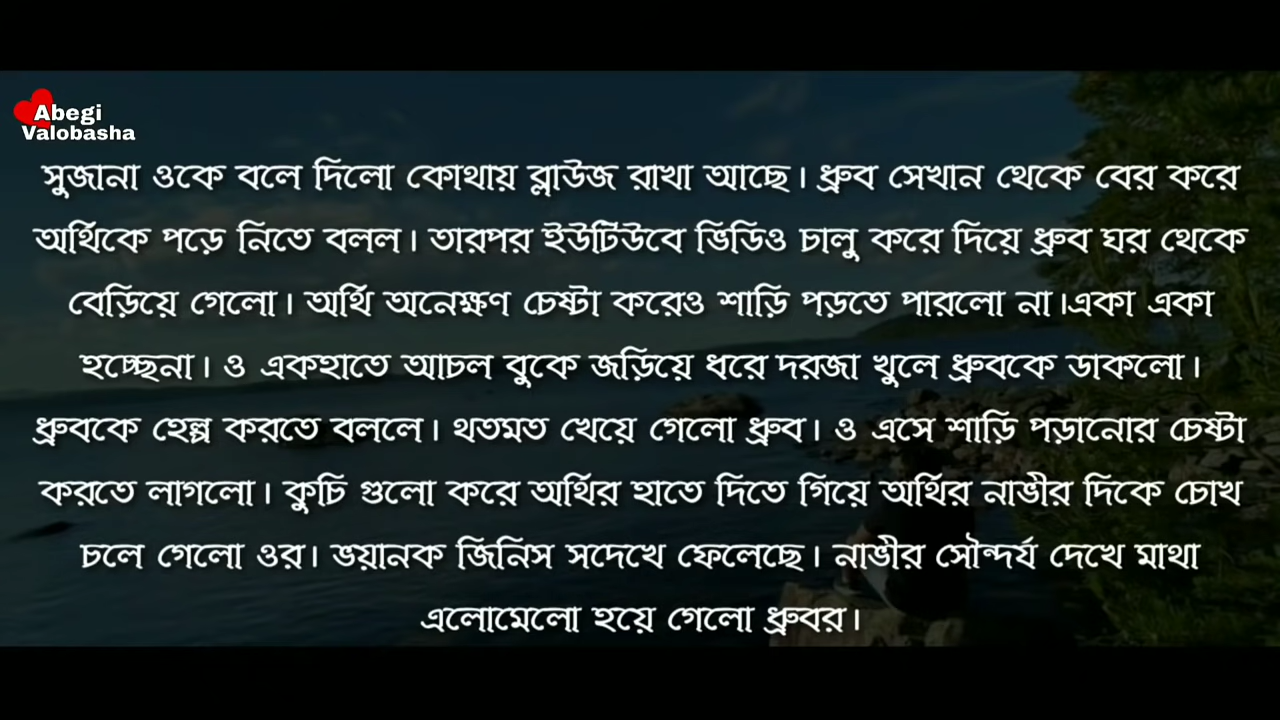 Abegi
Valobasha
সুজানা ওকে বলে দিলো কোথায় ব্লাউজ রাখা আছে। ধ্রুব সেখান থেকে বের করে
অর্থিকে পড়ে নিতে বলল। তারপর ইউটিউবে ভিডিও চালু করে দিয়ে ধ্রুব ঘর থেকে
বেড়িয়ে গেলো। অর্থি অনেক্ষণ চেষ্টা করেও শাড়ি পড়তে পারলো না।একা একা
হচ্ছেনা। ও একহাতে আচল বুকে জড়িয়ে ধরে দরজা খুলে ধ্রুবকে ডাকলো।
ধ্রুবকে হেল্প করতে বললে। থতমত খেয়ে গেলো ধ্রুব। ও এসে শাড়ি পড়ানোর চেষ্টা
করতে লাগলো। কুচি গুলো করে অর্থির হাতে দিতে গিয়ে অর্থির নাভীর দিকে চোখ
চলে গেলো ওর। ভয়ানক জিনিস সদেখে ফেলেছে। নাভীর সৌন্দর্য দেখে মাথা
এলোমেলো হয়ে গেলো ধ্রুবর।